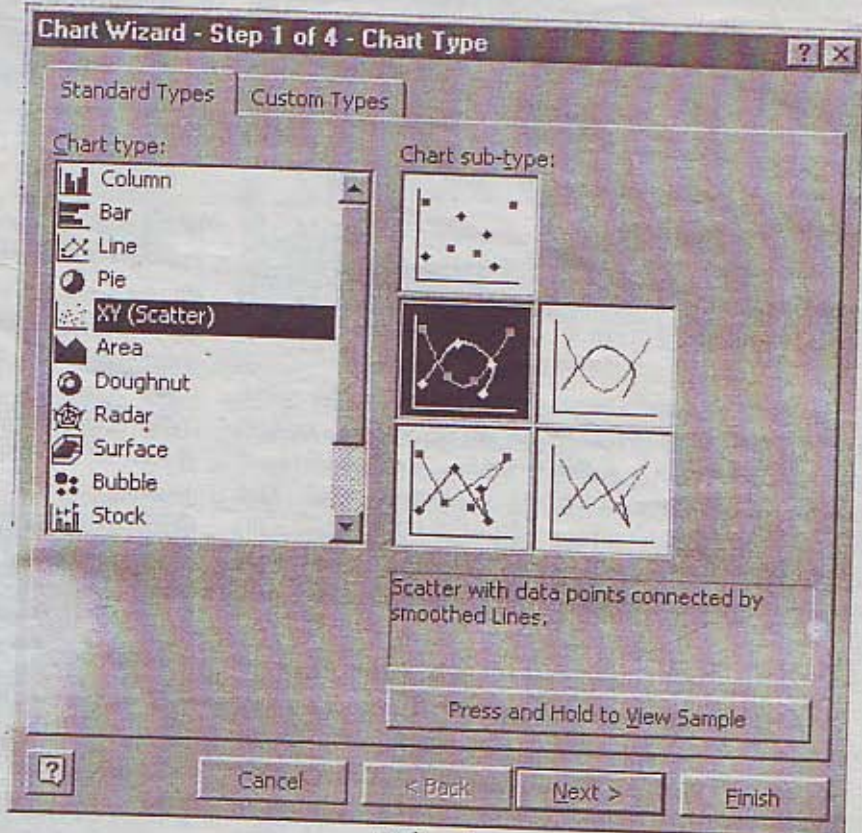 Chart Wizard - Step 1 of 4 - Chart Type
Standard Types
Custom Types
Chart type:
Column
Bar
Line
Pie
XY (Scatter)
Area
Doughnut
Radar
Surface
Bubble
Stock
Chart sub-type:
Scatter with data points connected by
smoothed Lines.
Press and Hold to View Sample
Cancel
< Back
Next >
Finish